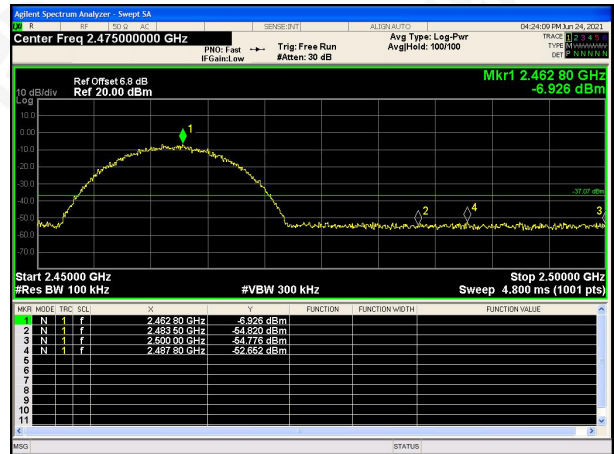 Agilent Spectrum Analyzer - Swept SA
R RF 50 Ω AC SENSE:INT ALIGN AUTO 04:24:09 PM Jun 24, 2021
Center Freq 2.475000000 GHz
PNO: Fast
IFGain:Low
Trig: Free Run
#Atten: 30 dB
Avg Type: Log-Pwr
Avg|Hold: 100/100
TRACE 1 2 3 4 5 6
TYPE M
DET P N N N N N
Ref Offset 6.8 dB
Ref 20.00 dBm
10 dB/div
Log
Mkr1 2.462 80 GHz
-6.926 dBm
10.0
0.00
-10.0
-20.0
-30.0
-40.0
-50.0
-60.0
-70.0
1
-37.07 dBm
2
4
3
Start 2.45000 GHz
#Res BW 100 kHz
#VBW 300 kHz
Stop 2.50000 GHz
Sweep 4.800 ms (1001 pts)
MKR MODE TRC SCL X Y FUNCTION FUNCTION WIDTH FUNCTION VALUE
1 N 1 f 2.462 80 GHz -6.926 dBm
2 N 1 f 2.483 50 GHz -54.820 dBm
3 N 1 f 2.500 00 GHz -54.776 dBm
4 N 1 f 2.487 80 GHz -52.652 dBm
5
6
7
8
9
10
11
MSG
STATUS